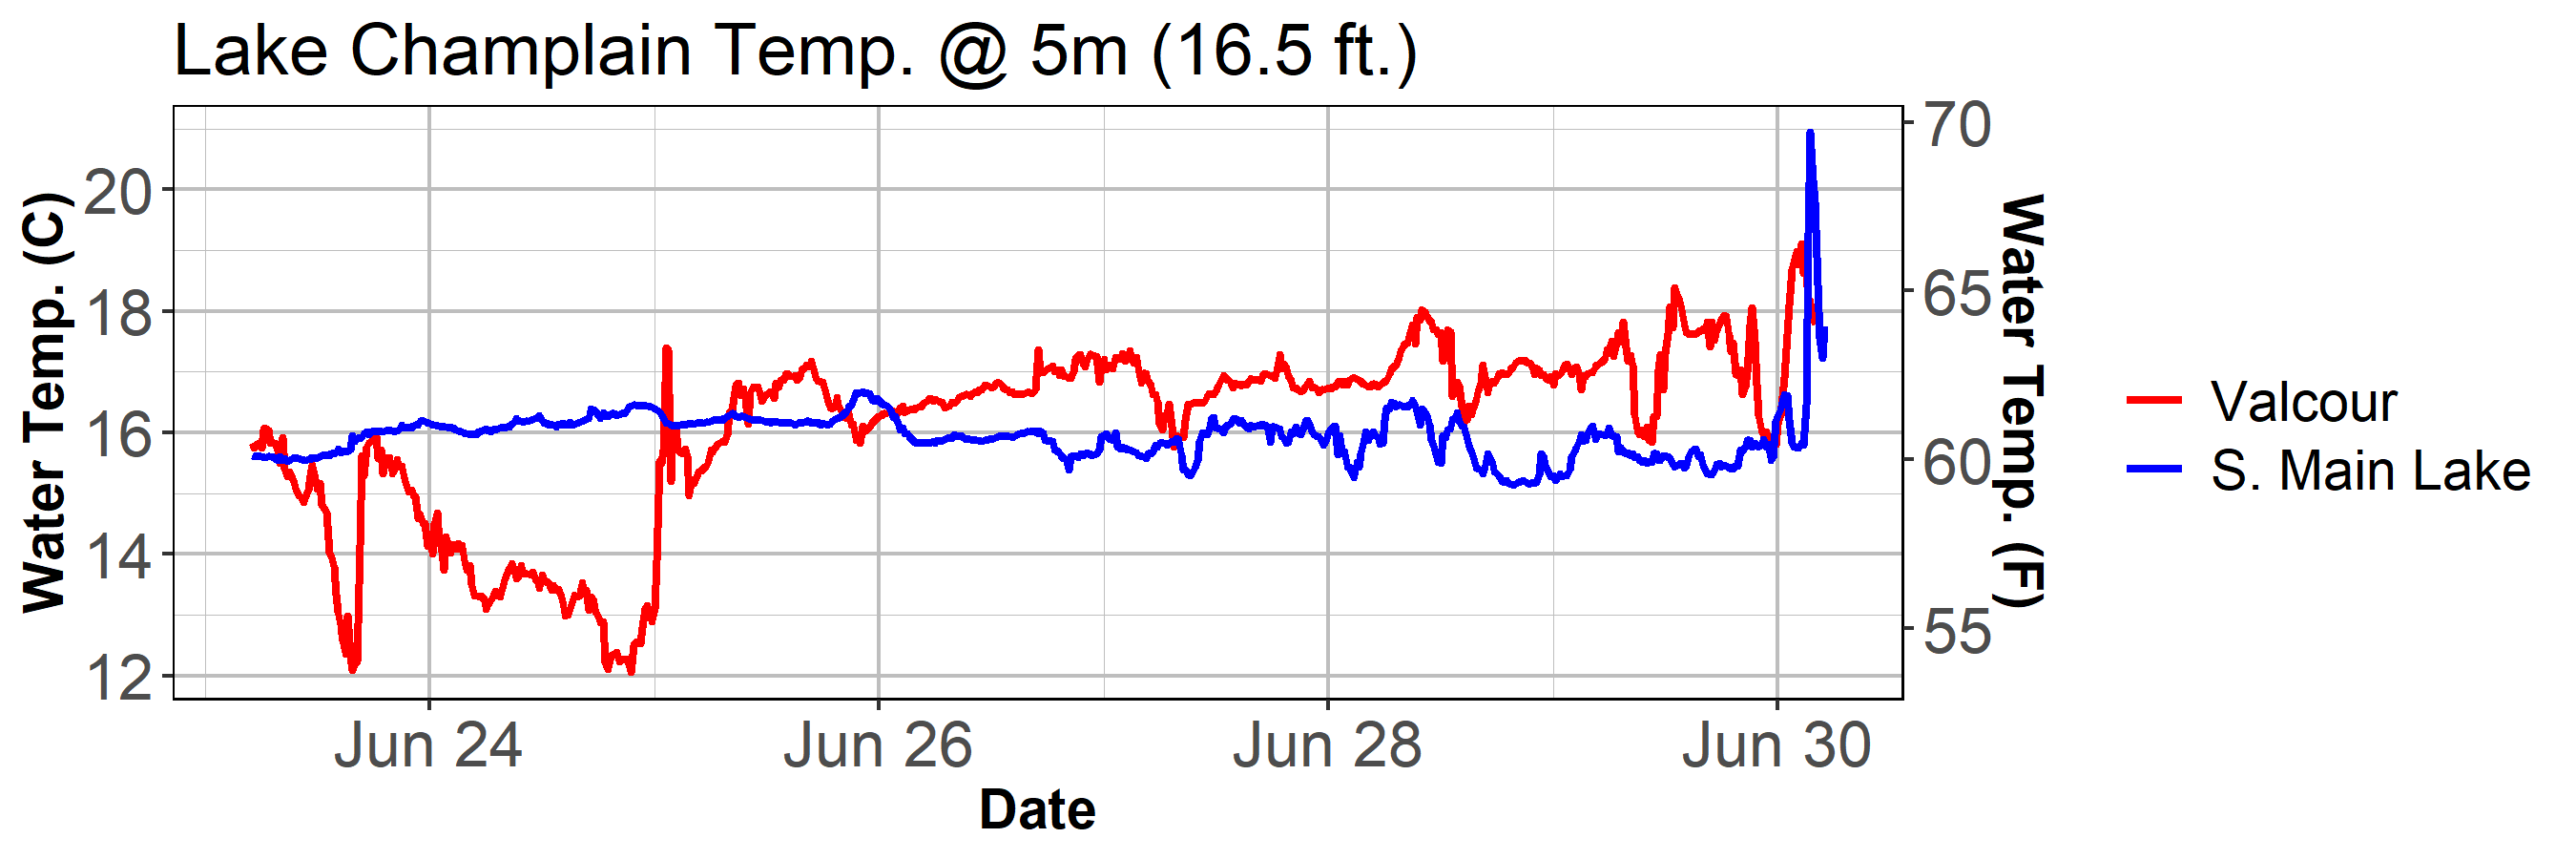 Lake Champlain Temp. @ 5m (16.5 ft.)
Water Temp. (C)
20
18
16
14
12
70
65
60
55
Water Temp. (F)
Jun 24
Jun 26
Jun 28
Jun 30
Date
Valcour
S. Main Lake